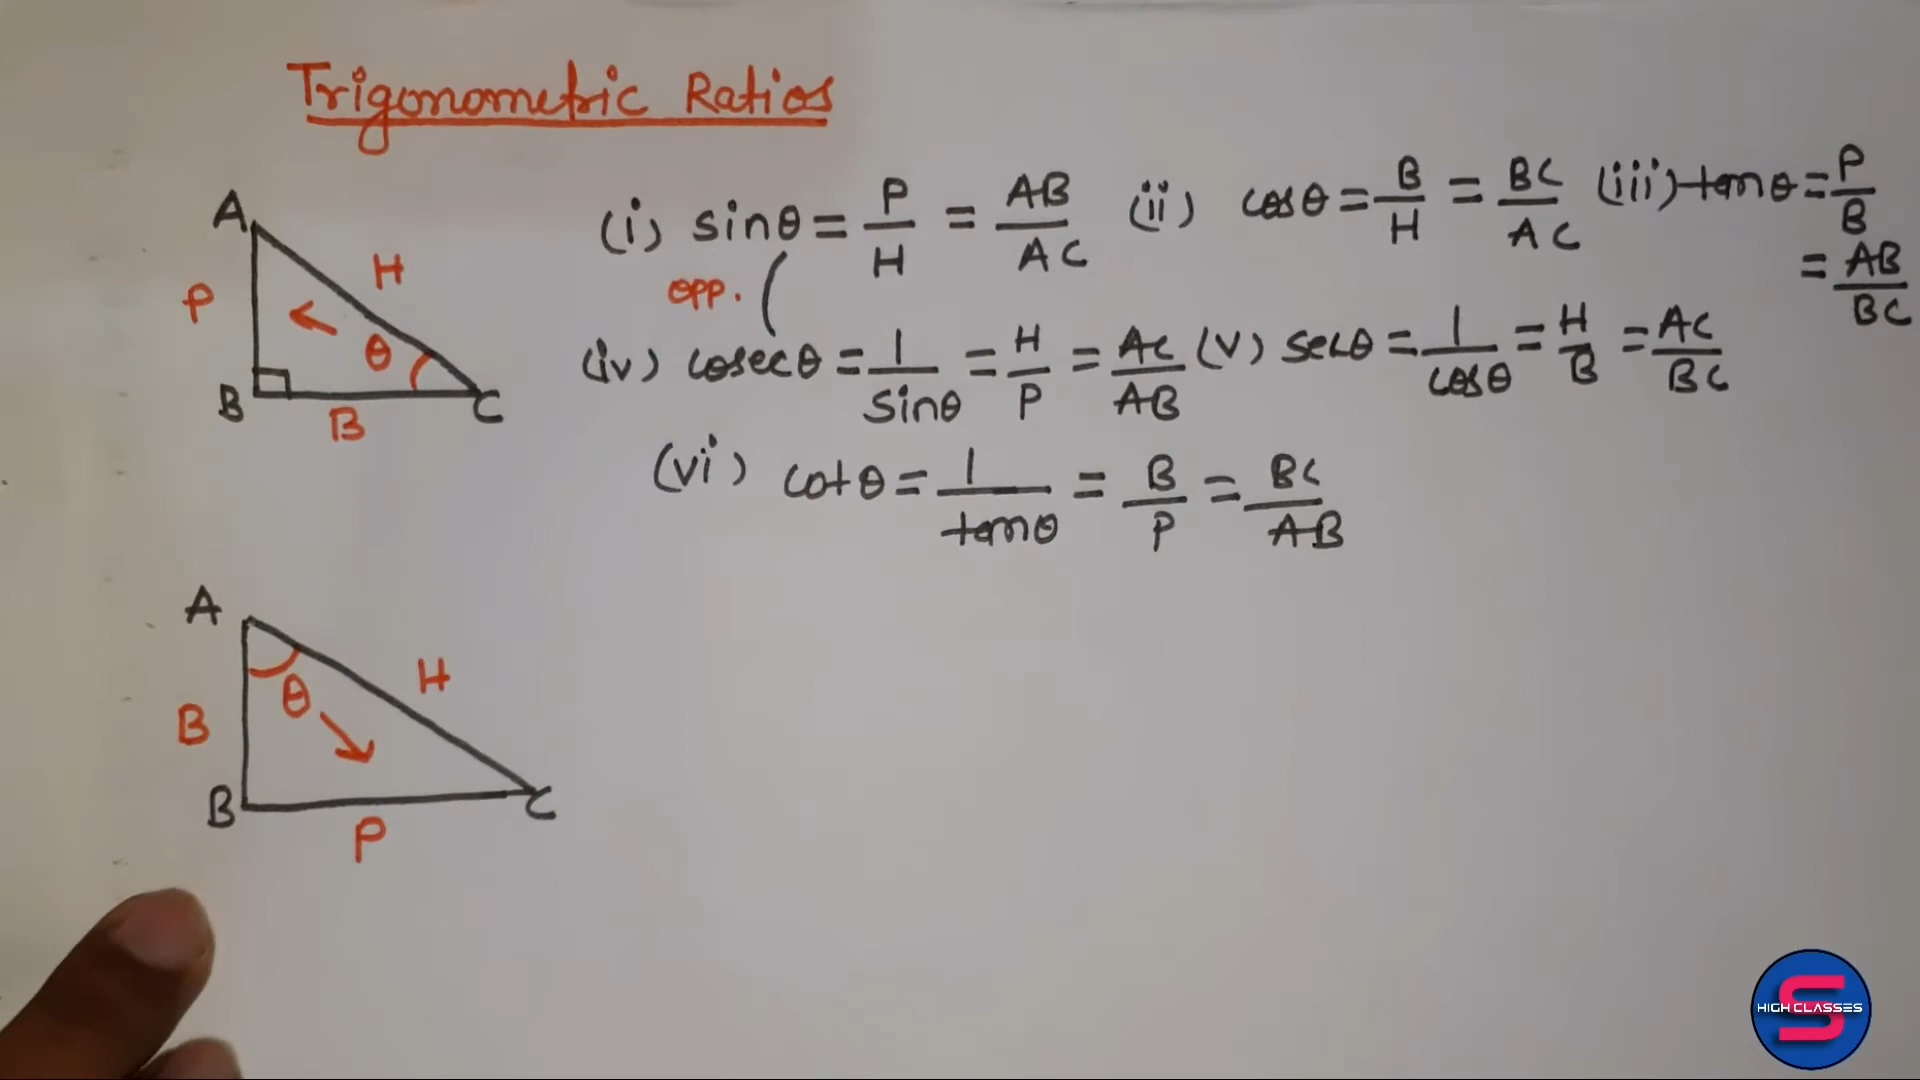 Trigonometric Ratios
A
P
H
θ
B
B
C
(i) sinθ = P/H = AB/AC (ii) cosθ = B/H = BC/AC (iii) tanθ = P/B
= AB/BC
opp.
(iv) cosecθ = 1/sinθ = H/P = AC/AB (v) secθ = 1/cosθ = H/B = AC/BC
(vi) cotθ = 1/tanθ = B/P = BC/AB
A
H
θ
B
B
C
P
S
HIGH CLASSES